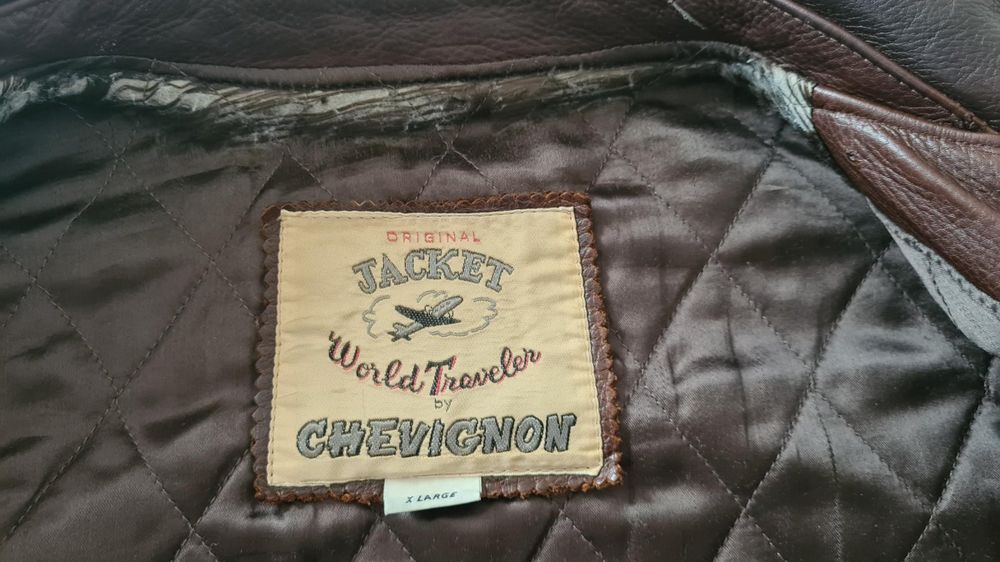 ORIGINAL
JACKET
World Traveler
by
CHEVIGNON
X LARGE